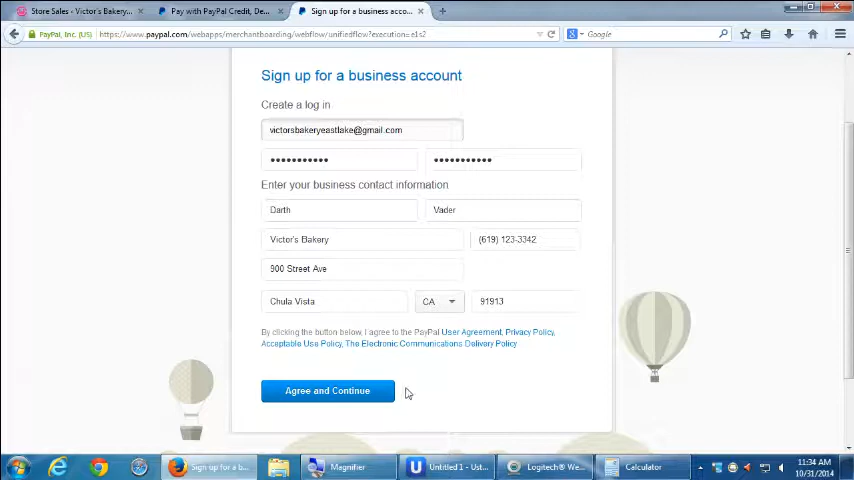 Store Sales - Victor's Bakery...
Pay with PayPal Credit, De...
Sign up for a business acco...
PayPal, Inc. (US)
https://www.paypal.com/webapps/merchantboarding/webflow/unifiedflow?execution=e1s2
Google
Sign up for a business account
Create a log in
victorsbakeryeastlake@gmail.com
Enter your business contact information
Darth
Vader
Victor's Bakery
(619) 123-3342
900 Street Ave
Chula Vista
CA
91913
By clicking the button below, I agree to the PayPal User Agreement, Privacy Policy,
Acceptable Use Policy, The Electronic Communications Delivery Policy
Agree and Continue
Sign up for a b...
Magnifier
Untitled 1 - Ust...
Logitech® We...
Calculator
11:34 AM
10/31/2014